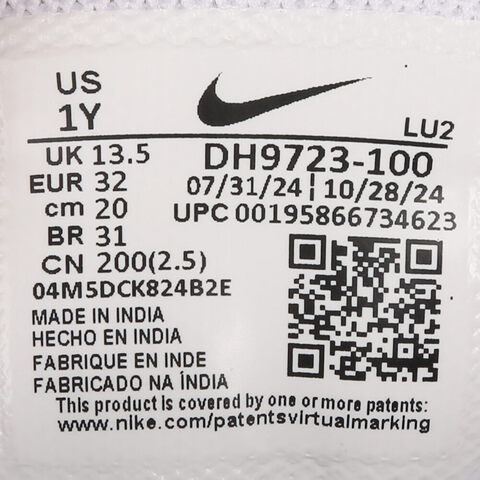 US
1Y
LU2
UK 13.5
EUR 32
cm 20
BR 31
CN 200(2.5)
DH9723-100
07/31/24 | 10/28/24
UPC 00195866734623
04M5DCK824B2E
MADE IN INDIA
HECHO EN INDIA
FABRIQUE EN INDE
FABRICADO NA ÍNDIA
This product is covered by one or more patents:
www.nike.com/patentsvirtualmarking